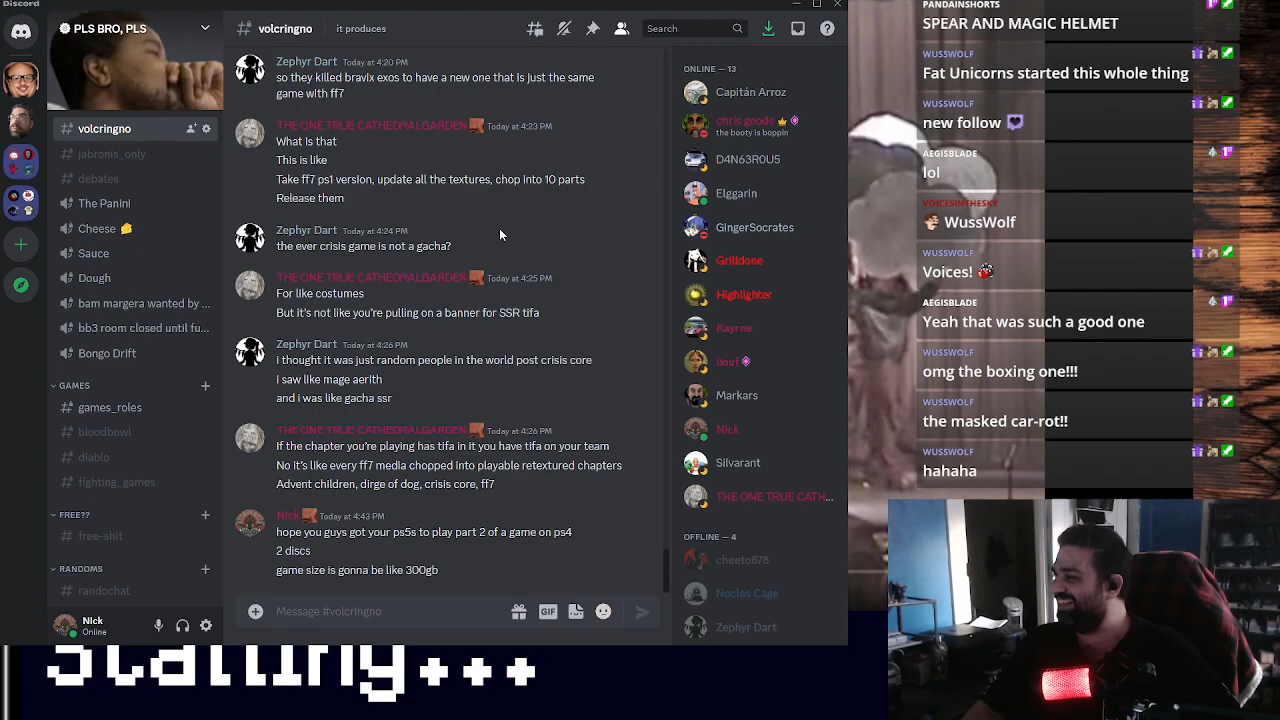 Discord
PLS BRO, PLS
volcringno
it produces
Search
volcringno
jabronis_only
debates
The Panini
Cheese
Sauce
Dough
bam margera wanted by ...
bb3 room closed until fu...
Bongo Drift
GAMES
games_roles
bloodbowl
diablo
fighting_games
FREE??
free-shit
RANDOMS
randochat
Nick
Online
Zephyr Dart Today at 4:20 PM
so they killed bravix exos to have a new one that is just the same
game with ff7
THE ONE TRUE CATHEDRALGARDEN Today at 4:23 PM
What is that
This is like
Take ff7 ps1 version, update all the textures, chop into 10 parts
Release them
Zephyr Dart Today at 4:24 PM
the ever crisis game is not a gacha?
THE ONE TRUE CATHEDRALGARDEN Today at 4:25 PM
For like costumes
But it's not like you're pulling on a banner for SSR tifa
Zephyr Dart Today at 4:26 PM
i thought it was just random people in the world post crisis core
I saw like mage aerith
and i was like gacha ssr
THE ONE TRUE CATHEDRALGARDEN Today at 4:26 PM
If the chapter you're playing has tifa in it you have tifa on your team
No it's like every ff7 media chopped into playable retextured chapters
Advent children, dirge of dog, crisis core, ff7
Nick Today at 4:43 PM
hope you guys got your ps5s to play part 2 of a game on ps4
2 discs
game size is gonna be like 300gb
Message #volcringno
GIF
ONLINE — 13
Capitán Arroz
chris geode
the booty is boppin
D4N63R0U5
Elggarin
GingerSocrates
Grilldone
Highlighter
Kayrne
Markars
Nick
Silvarant
THE ONE TRUE CATH...
OFFLINE — 4
cheeto878
Noclas Cage
Zephyr Dart
PANDAINSHORTS
SPEAR AND MAGIC HELMET
WUSSWOLF
Fat Unicorns started this whole thing
WUSSWOLF
new follow
AEGISBLADE
lol
VOICESINTHESKY
WussWolf
WUSSWOLF
Voices!
AEGISBLADE
Yeah that was such a good one
WUSSWOLF
omg the boxing one!!!
WUSSWOLF
the masked car-rot!!
WUSSWOLF
hahaha
Stalling...